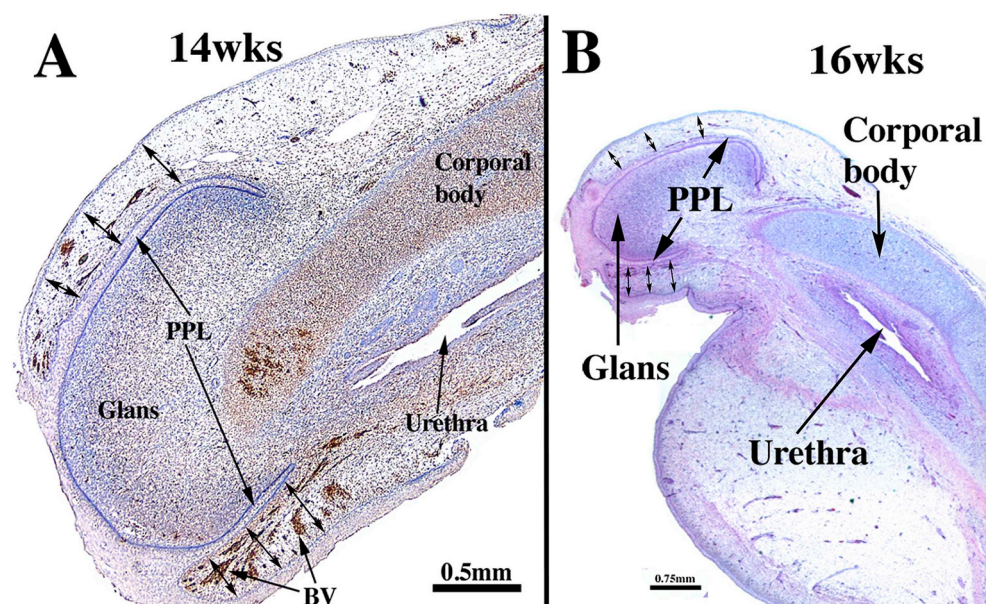 A
14wks
Corporal
body
PPL
Glans
Urethra
BV
0.5mm
B
16wks
Corporal
body
PPL
Glans
Urethra
0.75mm